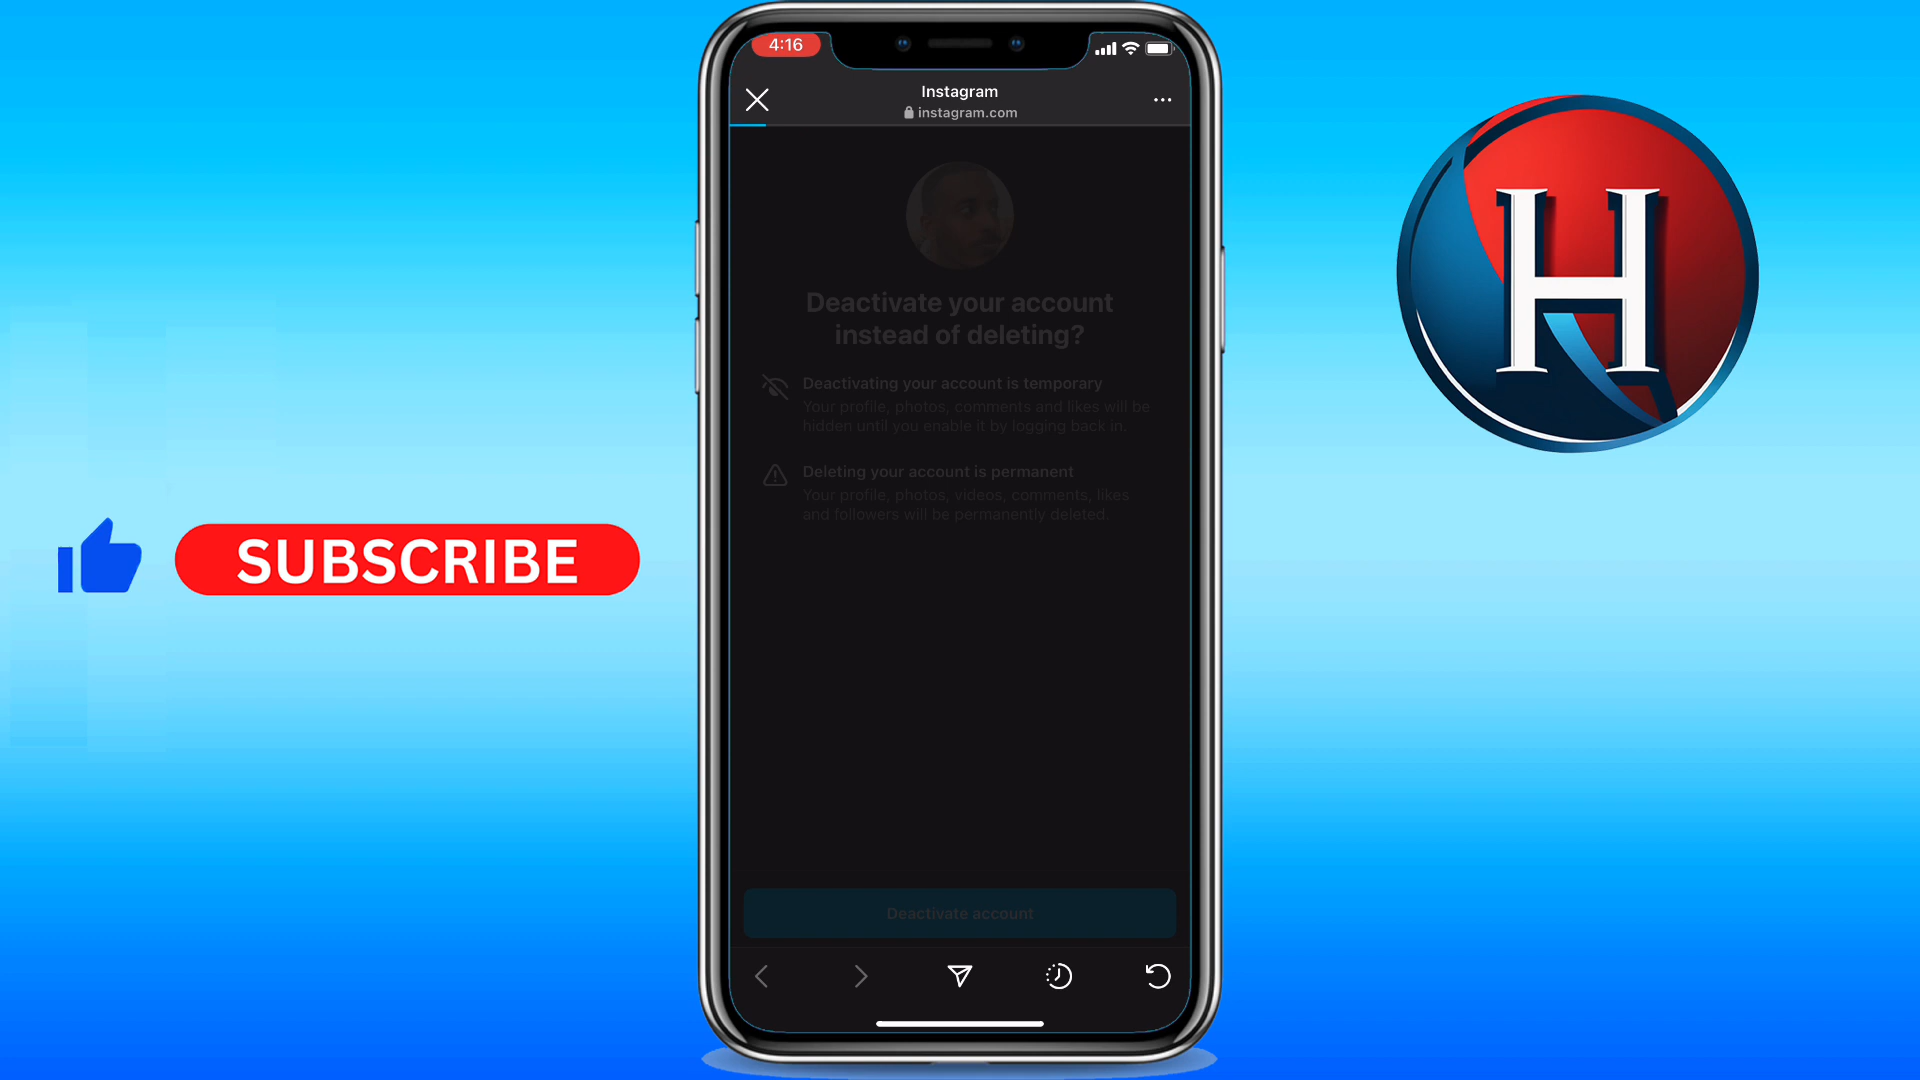 4:16
Instagram
instagram.com
Deactivate your account
instead of deleting?
Deactivating your account is temporary
Your profile, photos, comments and likes will be
hidden until you enable it by logging back in.
Deleting your account is permanent
Your profile, photos, videos, comments, likes
and followers will be permanently deleted.
Deactivate account
SUBSCRIBE
H